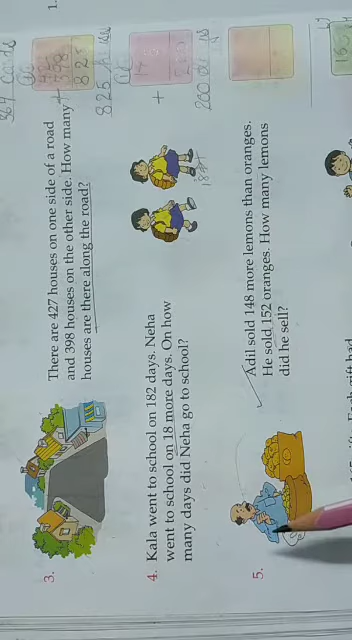 3. There are 427 houses on one side of a road
and 398 houses on the other side. How many
houses are there along the road?
825
4. Kala went to school on 182 days. Neha
went to school on 18 more days. On how
many days did Neha go to school?
+
5. Adil sold 148 more lemons than oranges.
He sold 152 oranges. How many lemons
did he sell?
1.